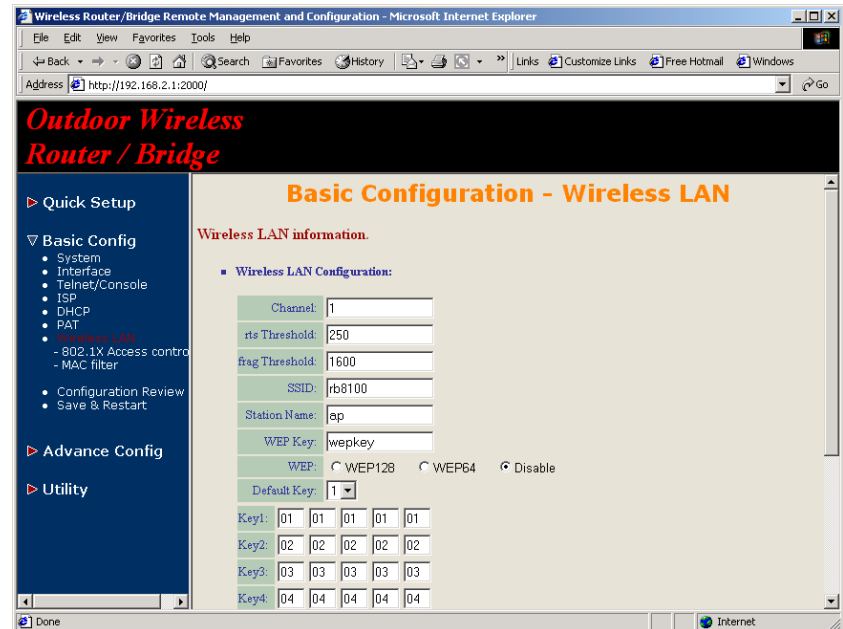 Wireless Router/Bridge Remote Management and Configuration - Microsoft Internet Explorer
File Edit View Favorites Tools Help
Back Search Favorites History » Links Customize Links Free Hotmail Windows
Address http://192.168.2.1:2000/ Go
Outdoor Wireless
Router / Bridge
Quick Setup
Basic Config
System
Interface
Telnet/Console
ISP
DHCP
PAT
Wireless LAN
- 802.1X Access contro
- MAC filter
Configuration Review
Save & Restart
Advance Config
Utility
Basic Configuration - Wireless LAN
Wireless LAN information.
Wireless LAN Configuration:
Channel: 1
rts Threshold: 250
frag Threshold: 1600
SSID: rb8100
Station Name: ap
WEP Key: wepkey
WEP: WEP128 WEP64 Disable
Default Key: 1
Key1: 01 01 01 01 01
Key2: 02 02 02 02 02
Key3: 03 03 03 03 03
Key4: 04 04 04 04 04
Done Internet